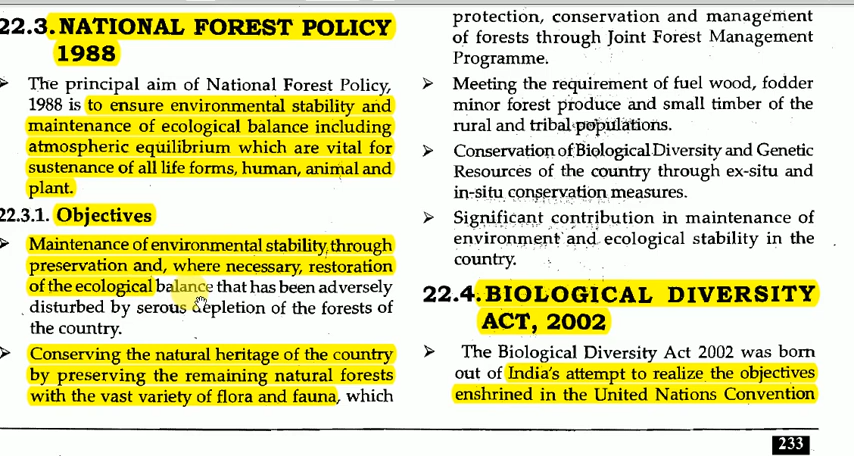 22.3. NATIONAL FOREST POLICY
1988
➢ The principal aim of National Forest Policy,
1988 is to ensure environmental stability and
maintenance of ecological balance including
atmospheric equilibrium which are vital for
sustenance of all life forms, human, animal and
plant.
22.3.1. Objectives
➢ Maintenance of environmental stability through
preservation and, where necessary, restoration
of the ecological balance that has been adversely
disturbed by serous depletion of the forests of
the country.
➢ Conserving the natural heritage of the country
by preserving the remaining natural forests
with the vast variety of flora and fauna, which
protection, conservation and management
of forests through Joint Forest Management
Programme.
➢ Meeting the requirement of fuel wood, fodder
minor forest produce and small timber of the
rural and tribal populations.
➢ Conservation of Biological Diversity and Genetic
Resources of the country through ex-situ and
in-situ conservation measures.
➢ Significant contribution in maintenance of
environment and ecological stability in the
country.
22.4. BIOLOGICAL DIVERSITY
ACT, 2002
➢ The Biological Diversity Act 2002 was born
out of India's attempt to realize the objectives
enshrined in the United Nations Convention
233